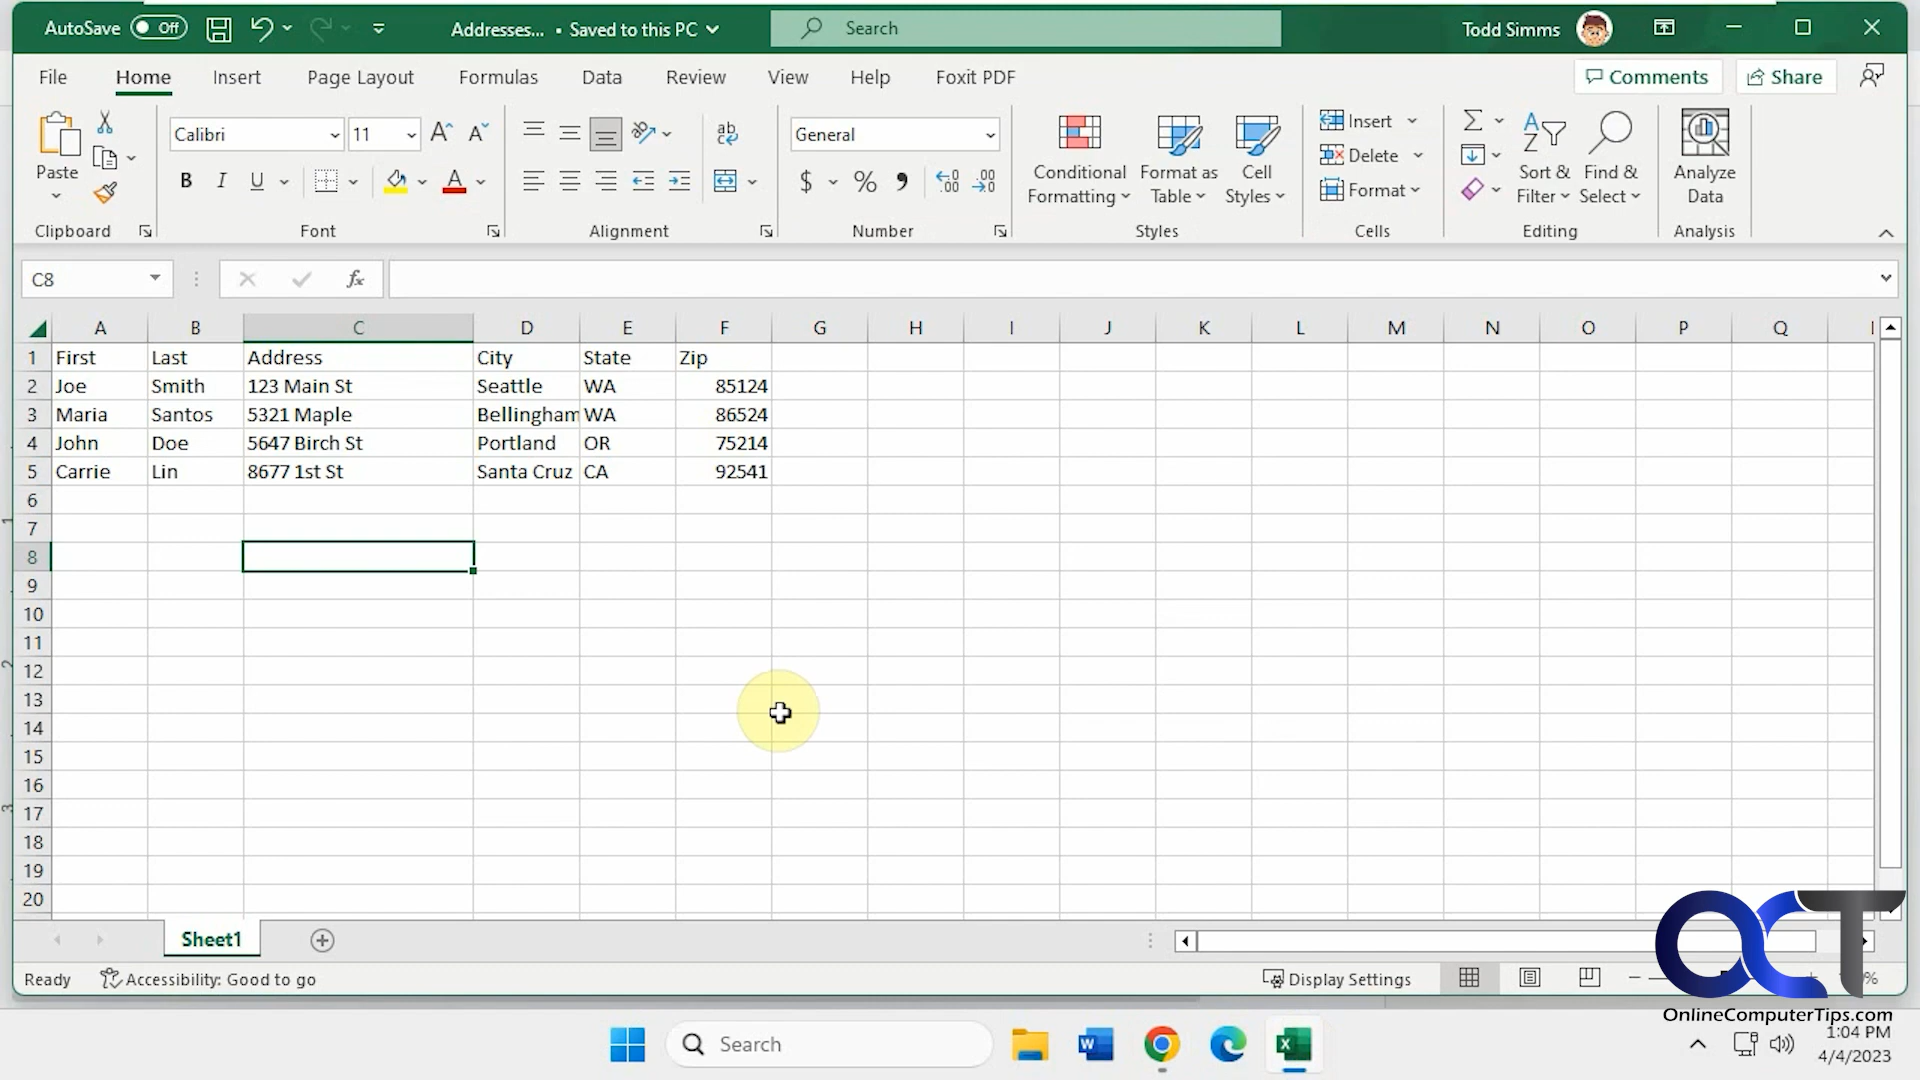 AutoSave Off Addresses... • Saved to this PC Search Todd Simms
File Home Insert Page Layout Formulas Data Review View Help Foxit PDF Comments Share
Calibri 11 ab General Insert
Paste B I U $ % 9 .00 .00 Conditional Formatting Format as Table Cell Styles Delete Format Sort & Filter Find & Select Analyze Data
Clipboard Font Alignment Number Styles Cells Editing Analysis
C8 fx
A B C D E F G H I J K L M N O P Q
1 First Last Address City State Zip
2 Joe Smith 123 Main St Seattle WA 85124
3 Maria Santos 5321 Maple Bellingham WA 86524
4 John Doe 5647 Birch St Portland OR 75214
5 Carrie Lin 8677 1st St Santa Cruz CA 92541
6
7
8
9
10
11
12
13
14
15
16
17
18
19
20
Sheet1
Ready Accessibility: Good to go Display Settings
OCT
OnlineComputerTips.com
Search
1:04 PM
4/4/2023